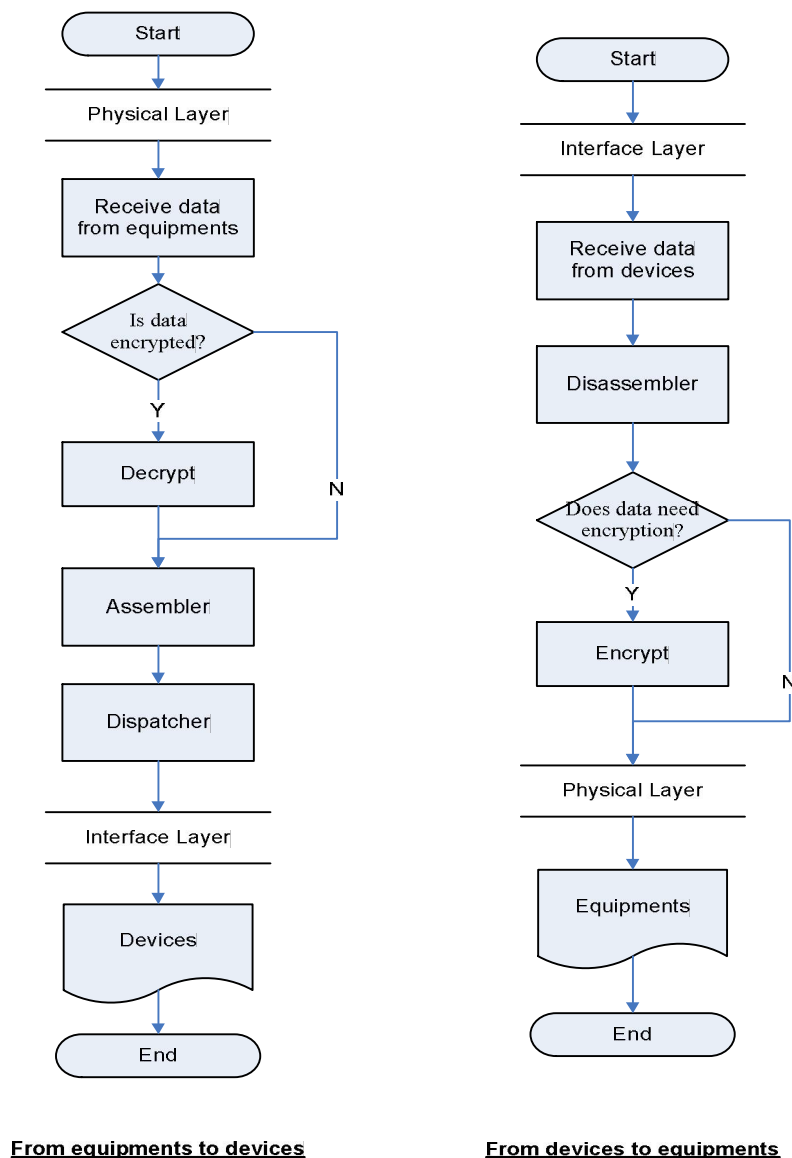 Start
Physical Layer
Receive data
from equipments
Is data
encrypted?
Y
Decrypt
N
Assembler
Dispatcher
Interface Layer
Devices
End
From equipments to devices
Start
Interface Layer
Receive data
from devices
Disassembler
Does data need
encryption?
Y
Encrypt
N
Physical Layer
Equipments
End
From devices to equipments